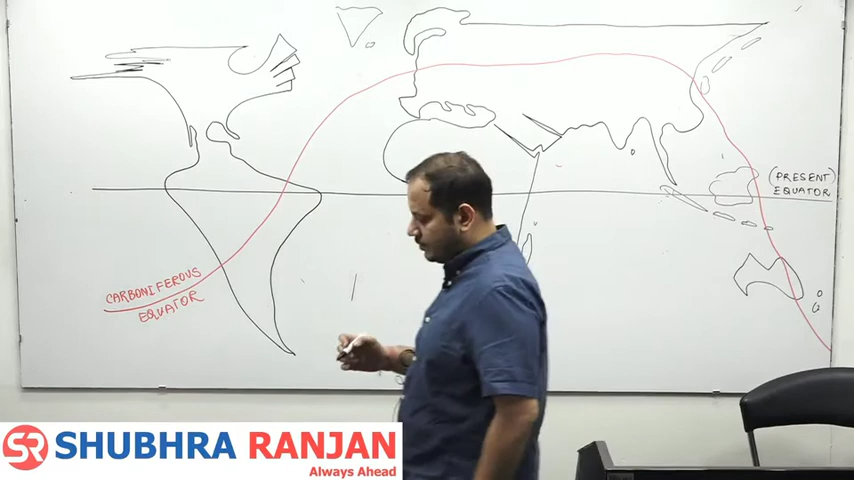 (PRESENT)
EQUATOR
CARBONIFEROUS
EQUATOR
SR SHUBHRA RANJAN
Always Ahead